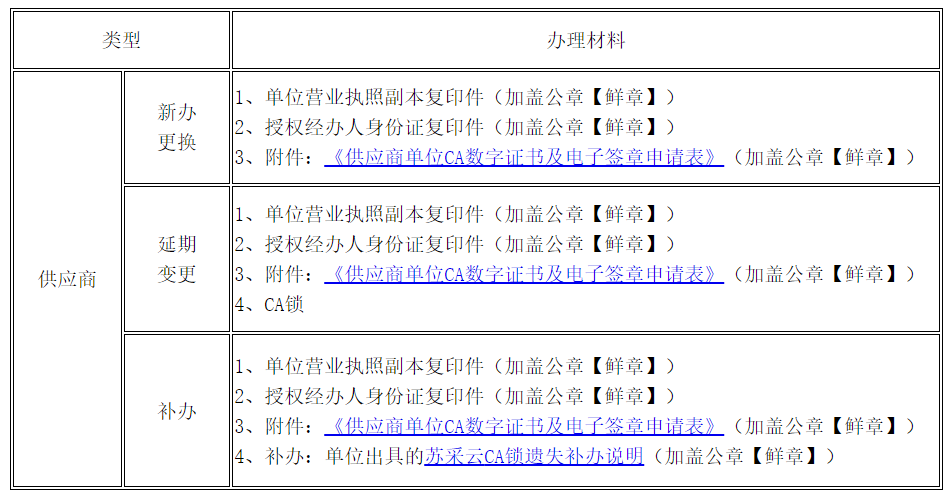 类型
办理材料
供应商
新办
更换
1、单位营业执照副本复印件（加盖公章【鲜章】）
2、授权经办人身份证复印件（加盖公章【鲜章】）
3、附件：《供应商单位CA数字证书及电子签章申请表》（加盖公章【鲜章】）
延期
变更
1、单位营业执照副本复印件（加盖公章【鲜章】）
2、授权经办人身份证复印件（加盖公章【鲜章】）
3、附件：《供应商单位CA数字证书及电子签章申请表》（加盖公章【鲜章】）
4、CA锁
补办
1、单位营业执照副本复印件（加盖公章【鲜章】）
2、授权经办人身份证复印件（加盖公章【鲜章】）
3、附件：《供应商单位CA数字证书及电子签章申请表》（加盖公章【鲜章】）
4、补办：单位出具的苏采云CA锁遗失补办说明（加盖公章【鲜章】）